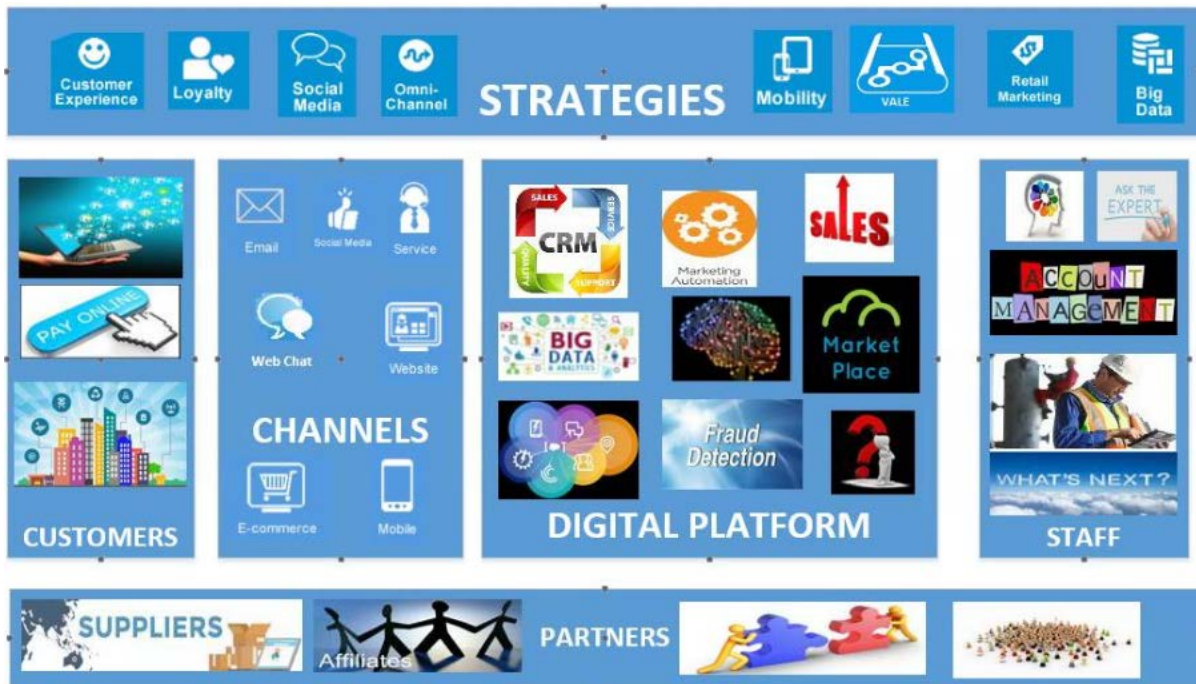 Customer
Experience
Loyalty
Social
Media
Omni-
Channel
STRATEGIES
Mobility
VALE
Retail
Marketing
Big
Data
PAY ONLINE
CUSTOMERS
Email
Social Media
Service
Web Chat
Website
CHANNELS
E-commerce
Mobile
SALES
SERVICE
CRM
QUALITY
SUPPORT
Marketing
Automation
SALES
BIG
DATA
& ANALYTICS
Market
Place
Fraud
Detection
?
DIGITAL PLATFORM
ASK THE
EXPERT
ACCOUNT
MANAGEMENT
WHAT'S NEXT?
STAFF
SUPPLIERS
Affiliates
PARTNERS